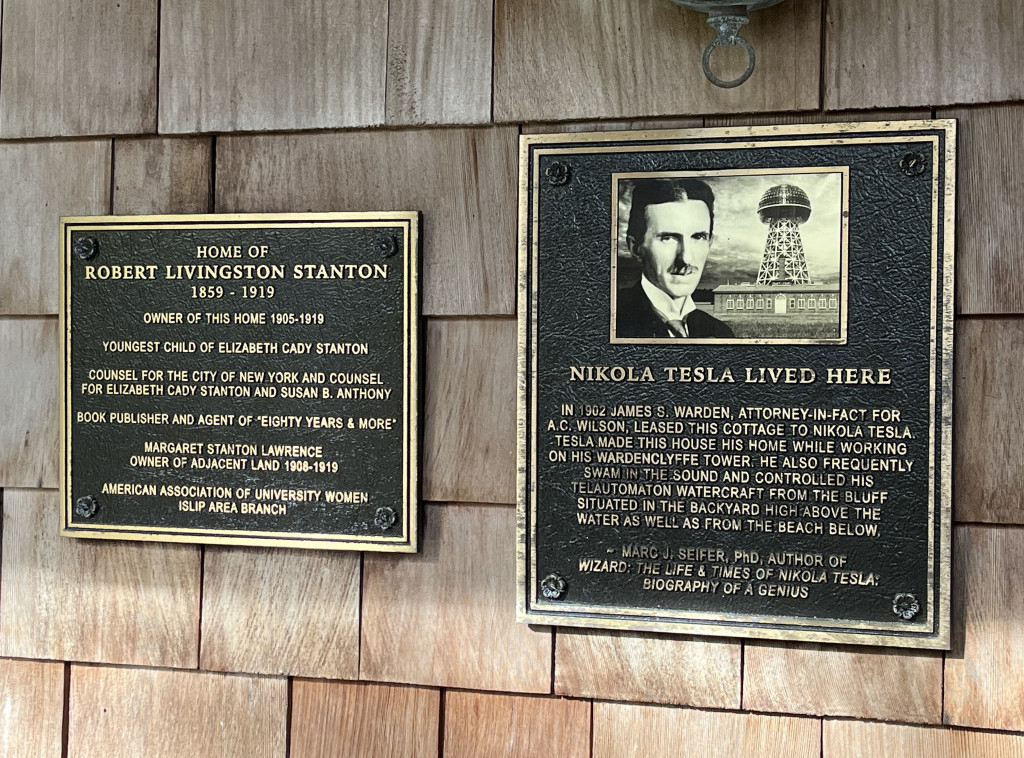 HOME OF
ROBERT LIVINGSTON STANTON
1859 - 1919
OWNER OF THIS HOME 1905-1919
YOUNGEST CHILD OF ELIZABETH CADY STANTON
COUNSEL FOR THE CITY OF NEW YORK AND COUNSEL
FOR ELIZABETH CADY STANTON AND SUSAN B. ANTHONY
BOOK PUBLISHER AND AGENT OF "EIGHTY YEARS & MORE"
MARGARET STANTON LAWRENCE
OWNER OF ADJACENT LAND 1908-1919
AMERICAN ASSOCIATION OF UNIVERSITY WOMEN
ISLIP AREA BRANCH
NIKOLA TESLA LIVED HERE
IN 1902 JAMES S. WARDEN, ATTORNEY-IN-FACT FOR
A.C. WILSON, LEASED THIS COTTAGE TO NIKOLA TESLA.
TESLA MADE THIS HOUSE HIS HOME WHILE WORKING
ON HIS WARDENCLYFFE TOWER. HE ALSO FREQUENTLY
SWAM IN THE SOUND AND CONTROLLED HIS
TELAUTOMATON WATERCRAFT FROM THE BLUFF
SITUATED IN THE BACKYARD HIGH ABOVE THE
WATER AS WELL AS FROM THE BEACH BELOW.
~ MARC J. SEIFER, PhD, AUTHOR OF
WIZARD: THE LIFE & TIMES OF NIKOLA TESLA:
BIOGRAPHY OF A GENIUS